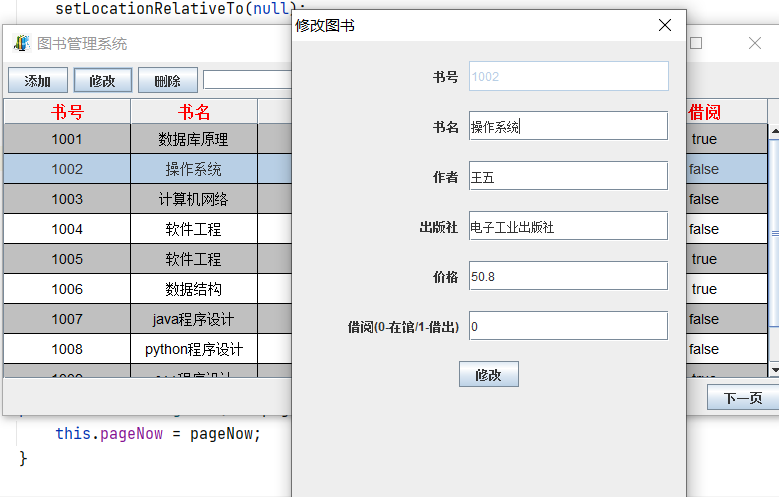 setLocationRelativeTo(null);
图书管理系统
添加 修改 删除
书号 书名 借阅
1001 数据库原理 true
1002 操作系统 false
1003 计算机网络 false
1004 软件工程 false
1005 软件工程 true
1006 数据结构 true
1007 java程序设计 false
1008 python程序设计 false
下一页
修改图书
书号 1002
书名 操作系统
作者 王五
出版社 电子工业出版社
价格 50.8
借阅(0-在馆/1-借出) 0
修改
this.pageNow = pageNow;
}